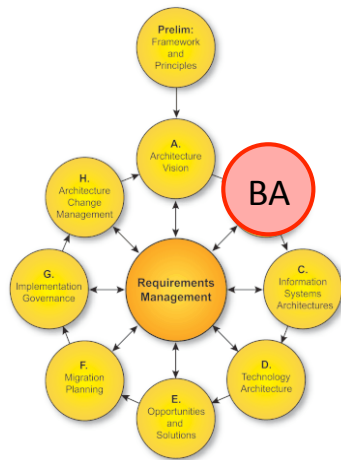 Prelim:
Framework
and
Principles
A.
Architecture
Vision
H.
Architecture
Change
Management
BA
G.
Implementation
Governance
Requirements
Management
C.
Information
Systems
Architectures
F.
Migration
Planning
D.
Technology
Architecture
E.
Opportunities
and
Solutions